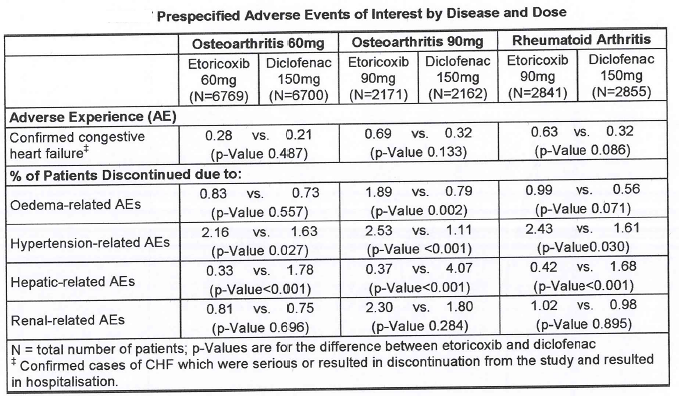 Prespecified Adverse Events of Interest by Disease and Dose
Osteoarthritis 60mg Osteoarthritis 90mg Rheumatoid Arthritis
Etoricoxib 60mg (N=6769) Diclofenac 150mg (N=6700) Etoricoxib 90mg (N=2171) Diclofenac 150mg (N=2162) Etoricoxib 90mg (N=2841) Diclofenac 150mg (N=2855)
Adverse Experience (AE)
Confirmed congestive heart failure‡ 0.28 vs. 0.21 (p-Value 0.487) 0.69 vs. 0.32 (p-Value 0.133) 0.63 vs. 0.32 (p-Value 0.086)
% of Patients Discontinued due to:
Oedema-related AEs 0.83 vs. 0.73 (p-Value 0.557) 1.89 vs. 0.79 (p-Value 0.002) 0.99 vs. 0.56 (p-Value 0.071)
Hypertension-related AEs 2.16 vs. 1.63 (p-Value 0.027) 2.53 vs. 1.11 (p-Value <0.001) 2.43 vs. 1.61 (p-Value0.030)
Hepatic-related AEs 0.33 vs. 1.78 (p-Value<0.001) 0.37 vs. 4.07 (p-Value<0.001) 0.42 vs. 1.68 (p-Value<0.001)
Renal-related AEs 0.81 vs. 0.75 (p-Value 0.696) 2.30 vs. 1.80 (p-Value 0.284) 1.02 vs. 0.98 (p-Value 0.895)
N = total number of patients; p-Values are for the difference between etoricoxib and diclofenac
‡ Confirmed cases of CHF which were serious or resulted in discontinuation from the study and resulted
in hospitalisation.